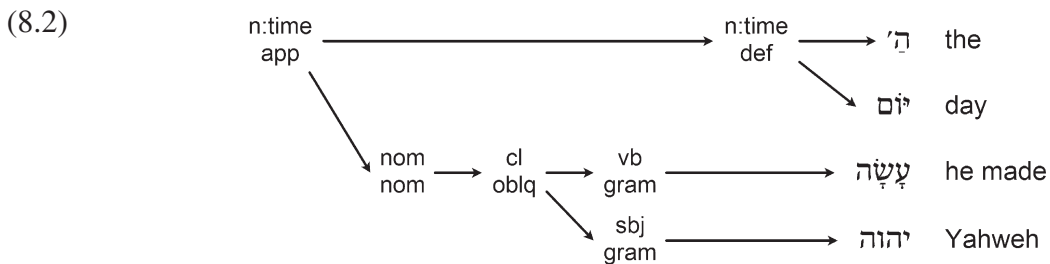 (8.2)
n:time n:time הַ׳ the
app def
יּוֹם day
nom cl vb עָשָׂה he made
nom oblq gram
sbj יהוה Yahweh
gram